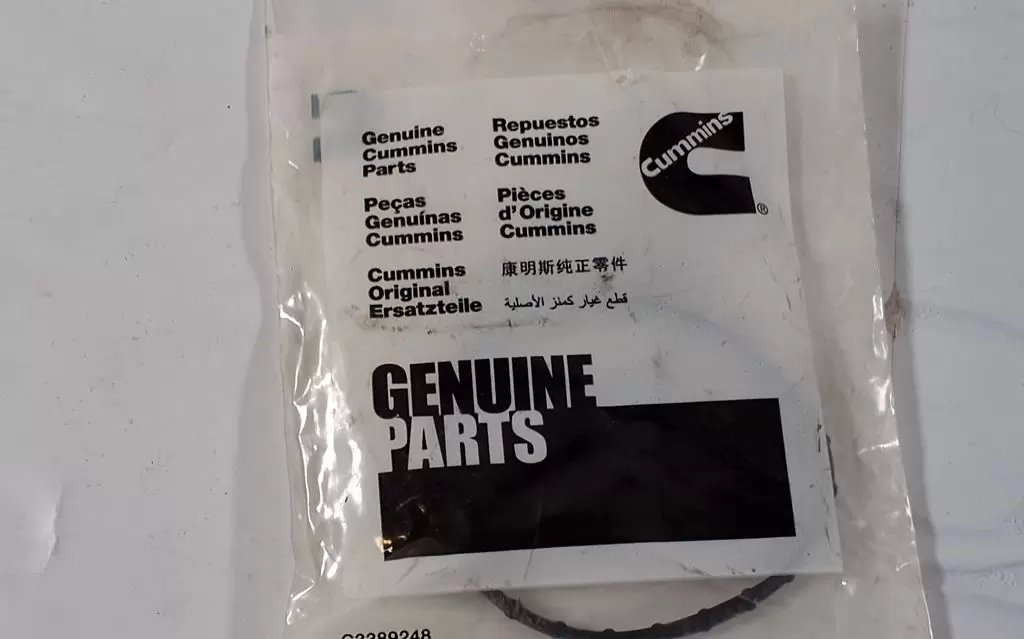 Genuine
Cummins
Parts
Repuestos
Genuinos
Cummins
Cummins
®
Peças
Genuínas
Cummins
Pièces
d'Origine
Cummins
Cummins
Original
Ersatzteile
康明斯纯正零件
قطع غيار كمنز الأصلية
GENUINE
PARTS
C3389248